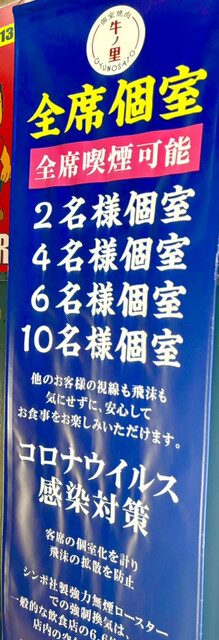 13
個室焼肉
牛ノ里
GYUNOSATO
全席個室
全席喫煙可能
2名様個室
4名様個室
6名様個室
10名様個室
他のお客様の視線も飛沫も
気にせずに、安心して
お食事をお楽しみいただけます。
コロナウイルス
感染対策
客席の個室化を計り
飛沫の拡散を防止
シンポ社製強力無煙ロースター
での強制換気は
一般的な飲食店の6.6